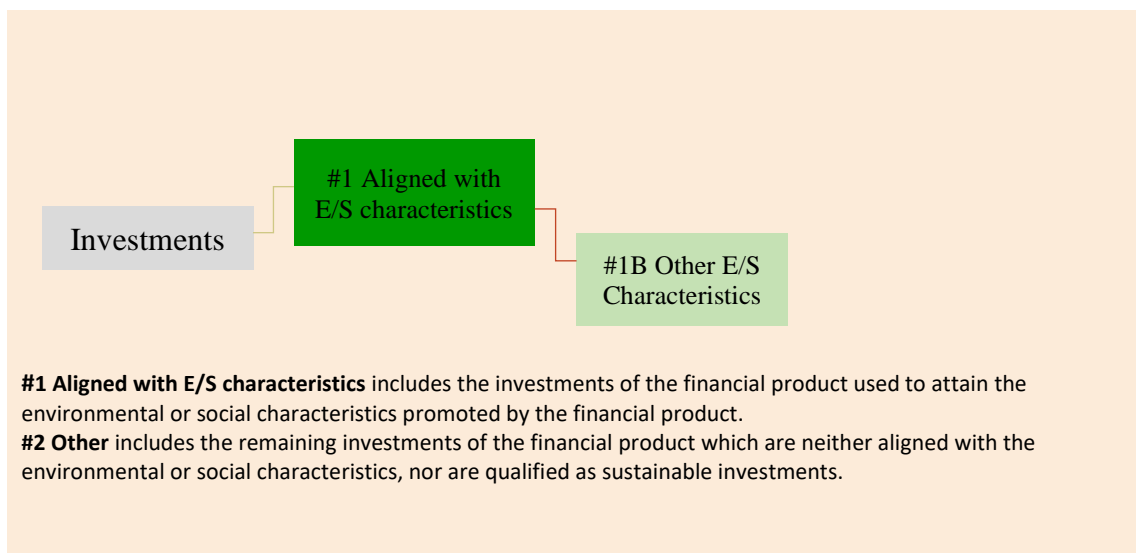 #1 Aligned with
E/S characteristics
Investments
#1B Other E/S
Characteristics
#1 Aligned with E/S characteristics includes the investments of the financial product used to attain the
environmental or social characteristics promoted by the financial product.
#2 Other includes the remaining investments of the financial product which are neither aligned with the
environmental or social characteristics, nor are qualified as sustainable investments.